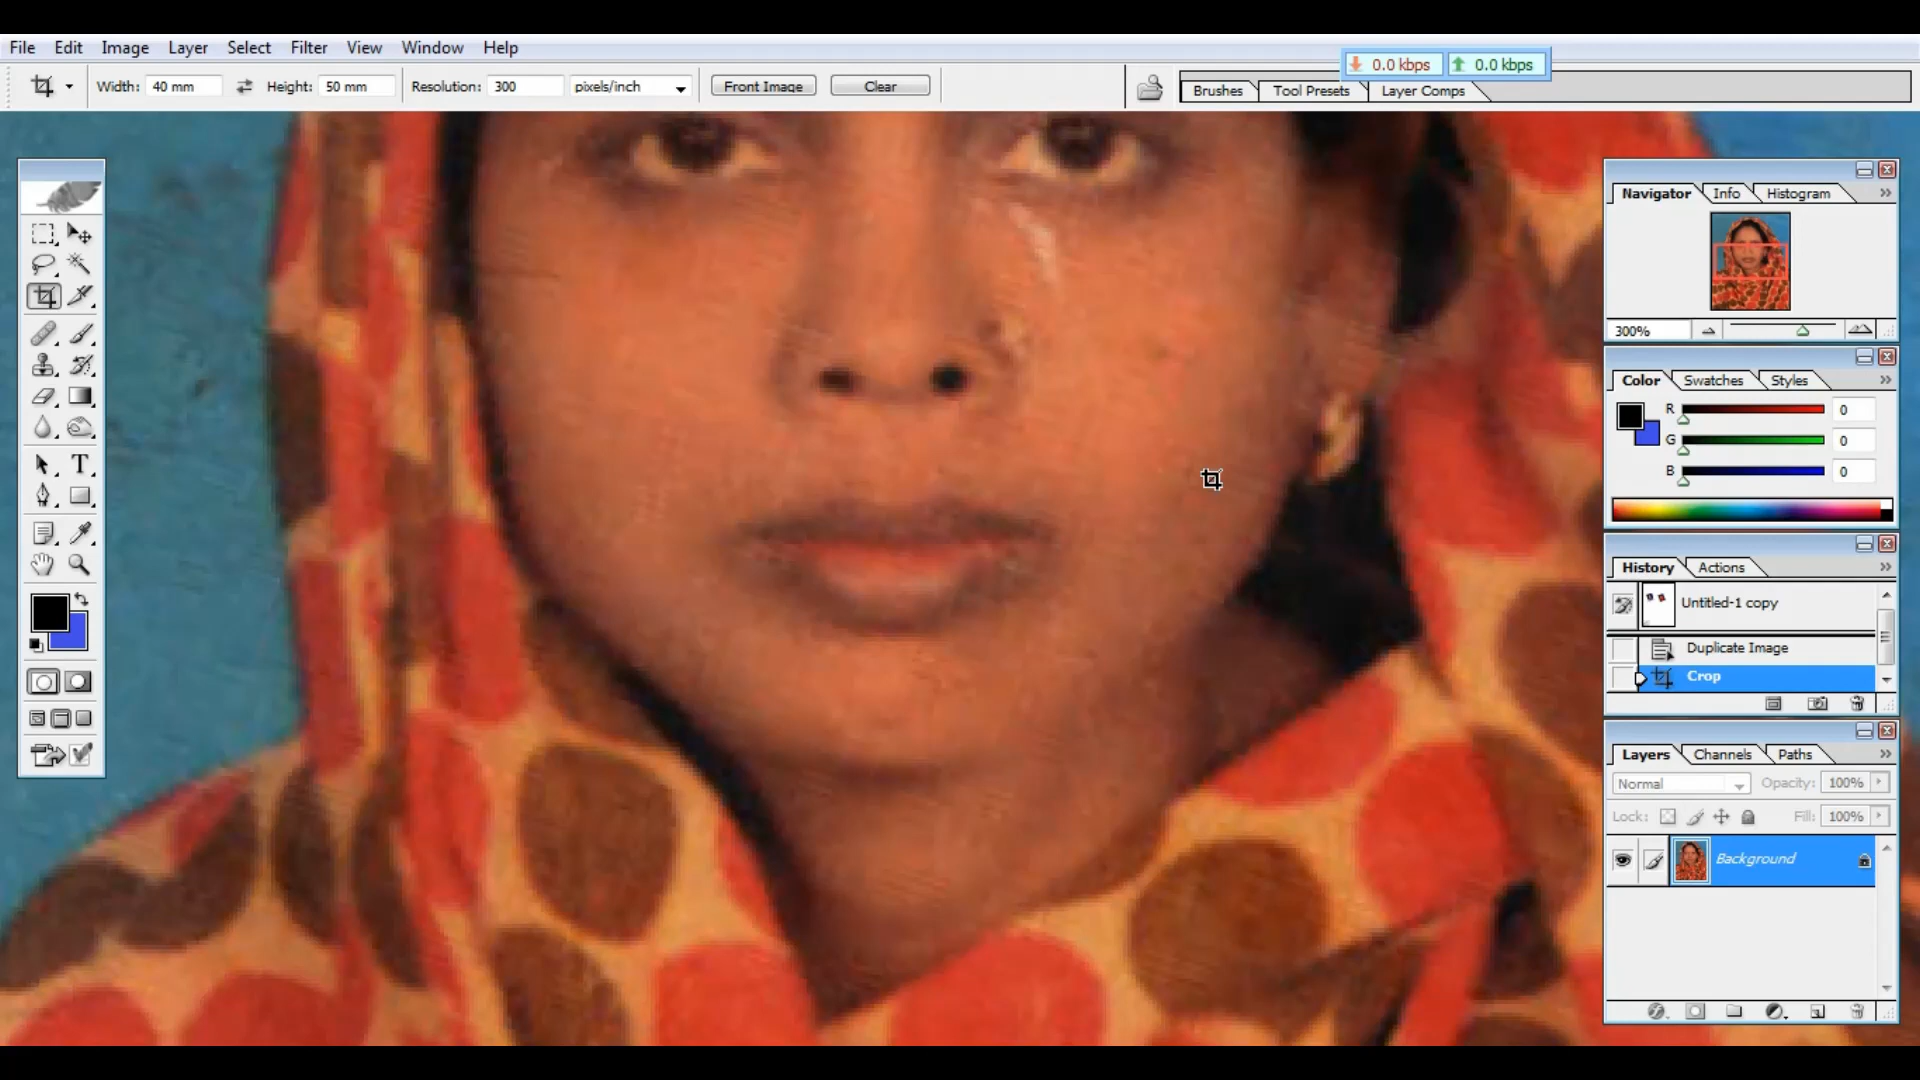 File Edit Image Layer Select Filter View Window Help
0.0 kbps 0.0 kbps
Width: 40 mm Height: 50 mm Resolution: 300 pixels/inch Front Image Clear
Brushes Tool Presets Layer Comps
Navigator Info Histogram
300%
Color Swatches Styles
R 0
G 0
B 0
T
History Actions
Untitled-1 copy
Duplicate Image
Crop
Layers Channels Paths
Normal Opacity: 100%
Lock: Fill: 100%
Background